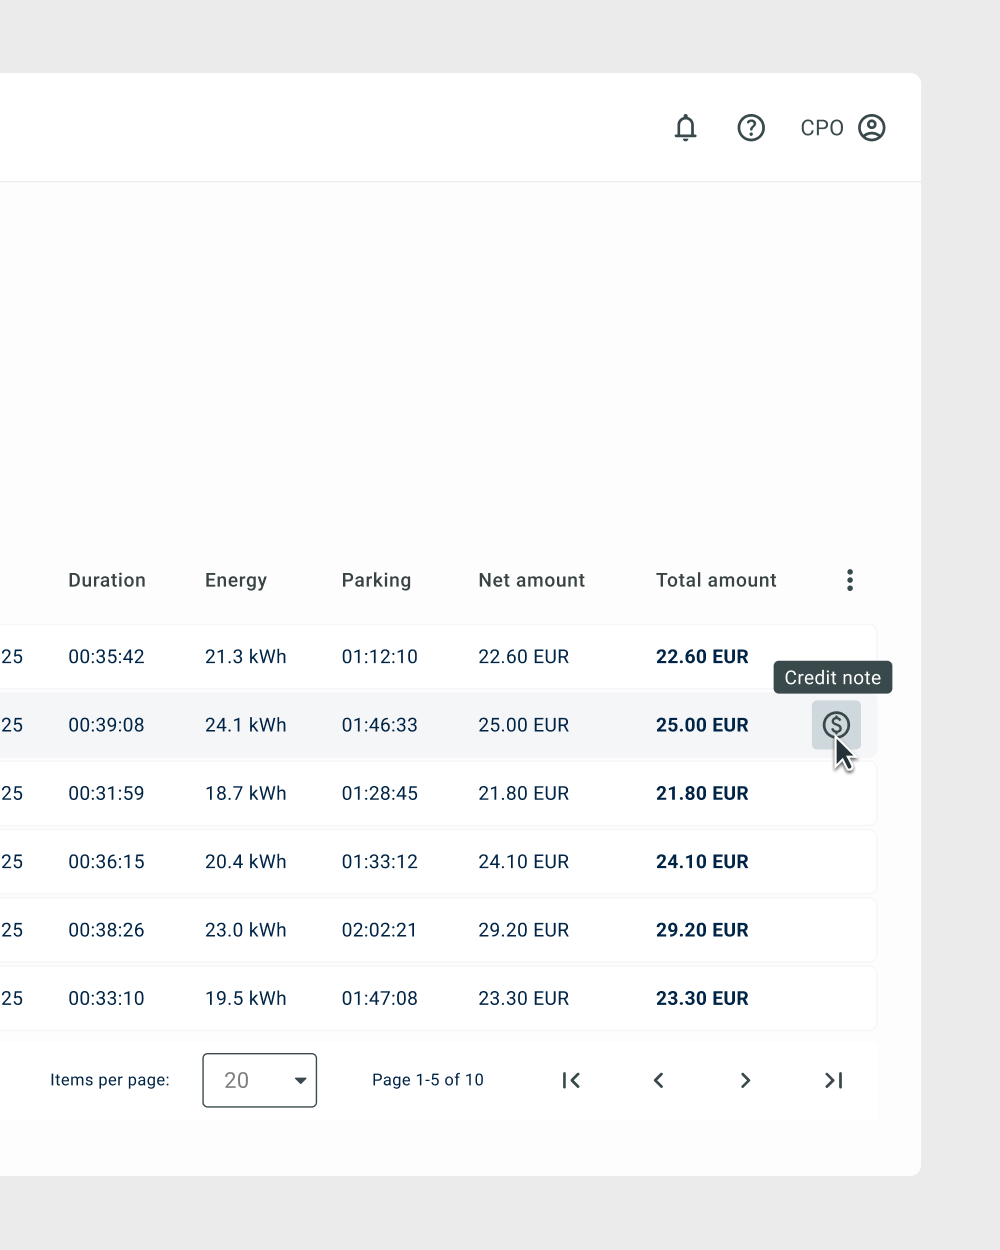 CPO
Duration Energy Parking Net amount Total amount
25 00:35:42 21.3 kWh 01:12:10 22.60 EUR 22.60 EUR
Credit note
25 00:39:08 24.1 kWh 01:46:33 25.00 EUR 25.00 EUR
25 00:31:59 18.7 kWh 01:28:45 21.80 EUR 21.80 EUR
25 00:36:15 20.4 kWh 01:33:12 24.10 EUR 24.10 EUR
25 00:38:26 23.0 kWh 02:02:21 29.20 EUR 29.20 EUR
25 00:33:10 19.5 kWh 01:47:08 23.30 EUR 23.30 EUR
Items per page: 20 Page 1-5 of 10